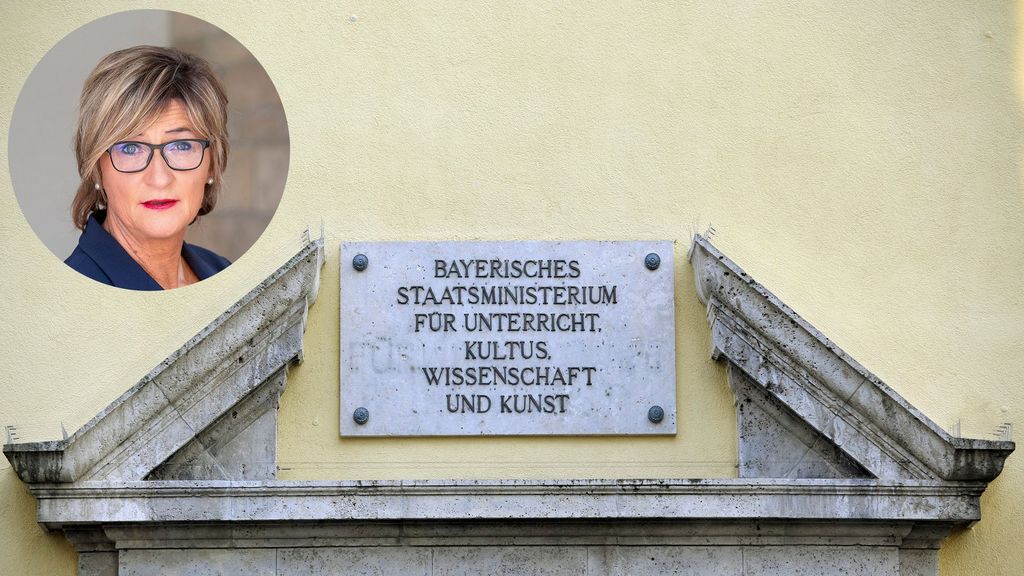 BAYERISCHES
STAATSMINISTERIUM
FÜR UNTERRICHT,
KULTUS,
WISSENSCHAFT
UND KUNST